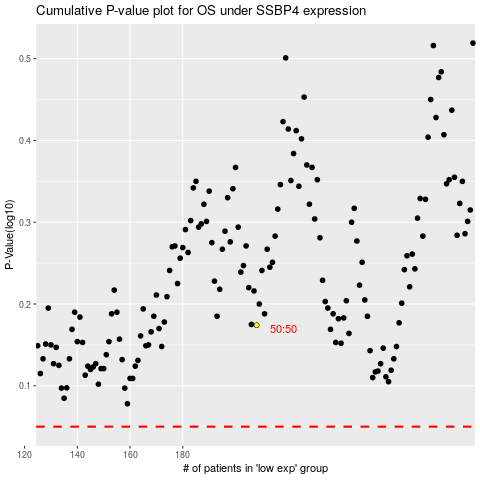 Cumulative P-value plot for OS under SSBP4 expression
P-Value(log10)
0.5
0.4
0.3
0.2
0.1
50:50
120 140 160 180
# of patients in 'low exp' group